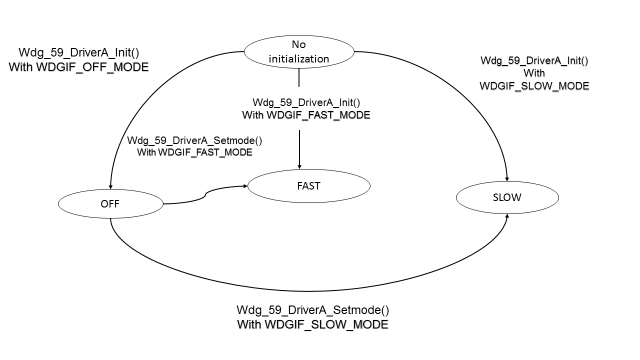 No
initialization
Wdg_59_DriverA_Init()
With WDGIF_OFF_MODE
Wdg_59_DriverA_Init()
With
WDGIF_SLOW_MODE
Wdg_59_DriverA_Init()
With WDGIF_FAST_MODE
Wdg_59_DriverA_Setmode()
With WDGIF_FAST_MODE
FAST
OFF
SLOW
Wdg_59_DriverA_Setmode()
With WDGIF_SLOW_MODE